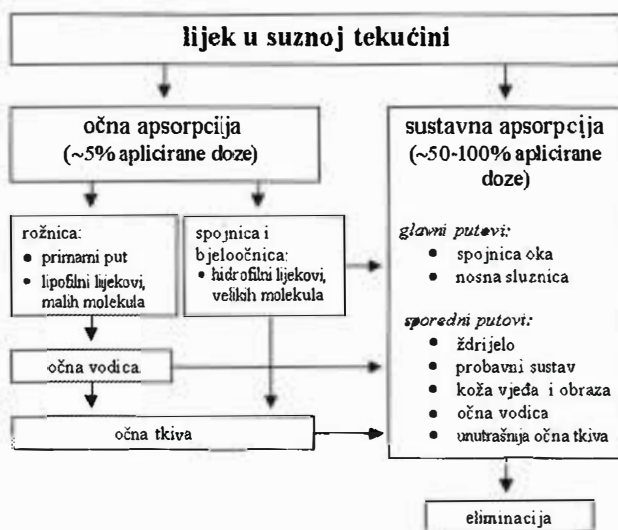 lijek u suznoj tekućini
očna apsorpcija
(~5% aplicirane doze)
rožnica:
• primarni put
• lipofilni lijekovi,
malih molekula
spojnica i
bjeloočnica:
• hidrofilni lijekovi,
velikih molekula
očna vodica
očna tkiva
sustavna apsorpcija
(~50-100% aplicirane
doze)
glavni putovi:
• spojnica oka
• nosna sluznica
sporedni putovi:
• ždrijelo
• probavni sustav
• koža vjeđa i obraza
• očna vodica
• unutrašnija očna tkiva
eliminacija